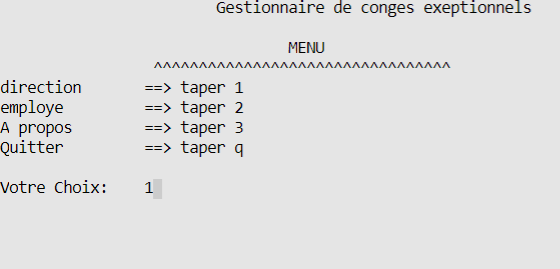 Gestionnaire de conges exeptionnels
MENU
^^^^^^^^^^^^^^^^^^^^^^^^^^^^^^^^^
direction ==> taper 1
employe ==> taper 2
A propos ==> taper 3
Quitter ==> taper q
Votre Choix: 1